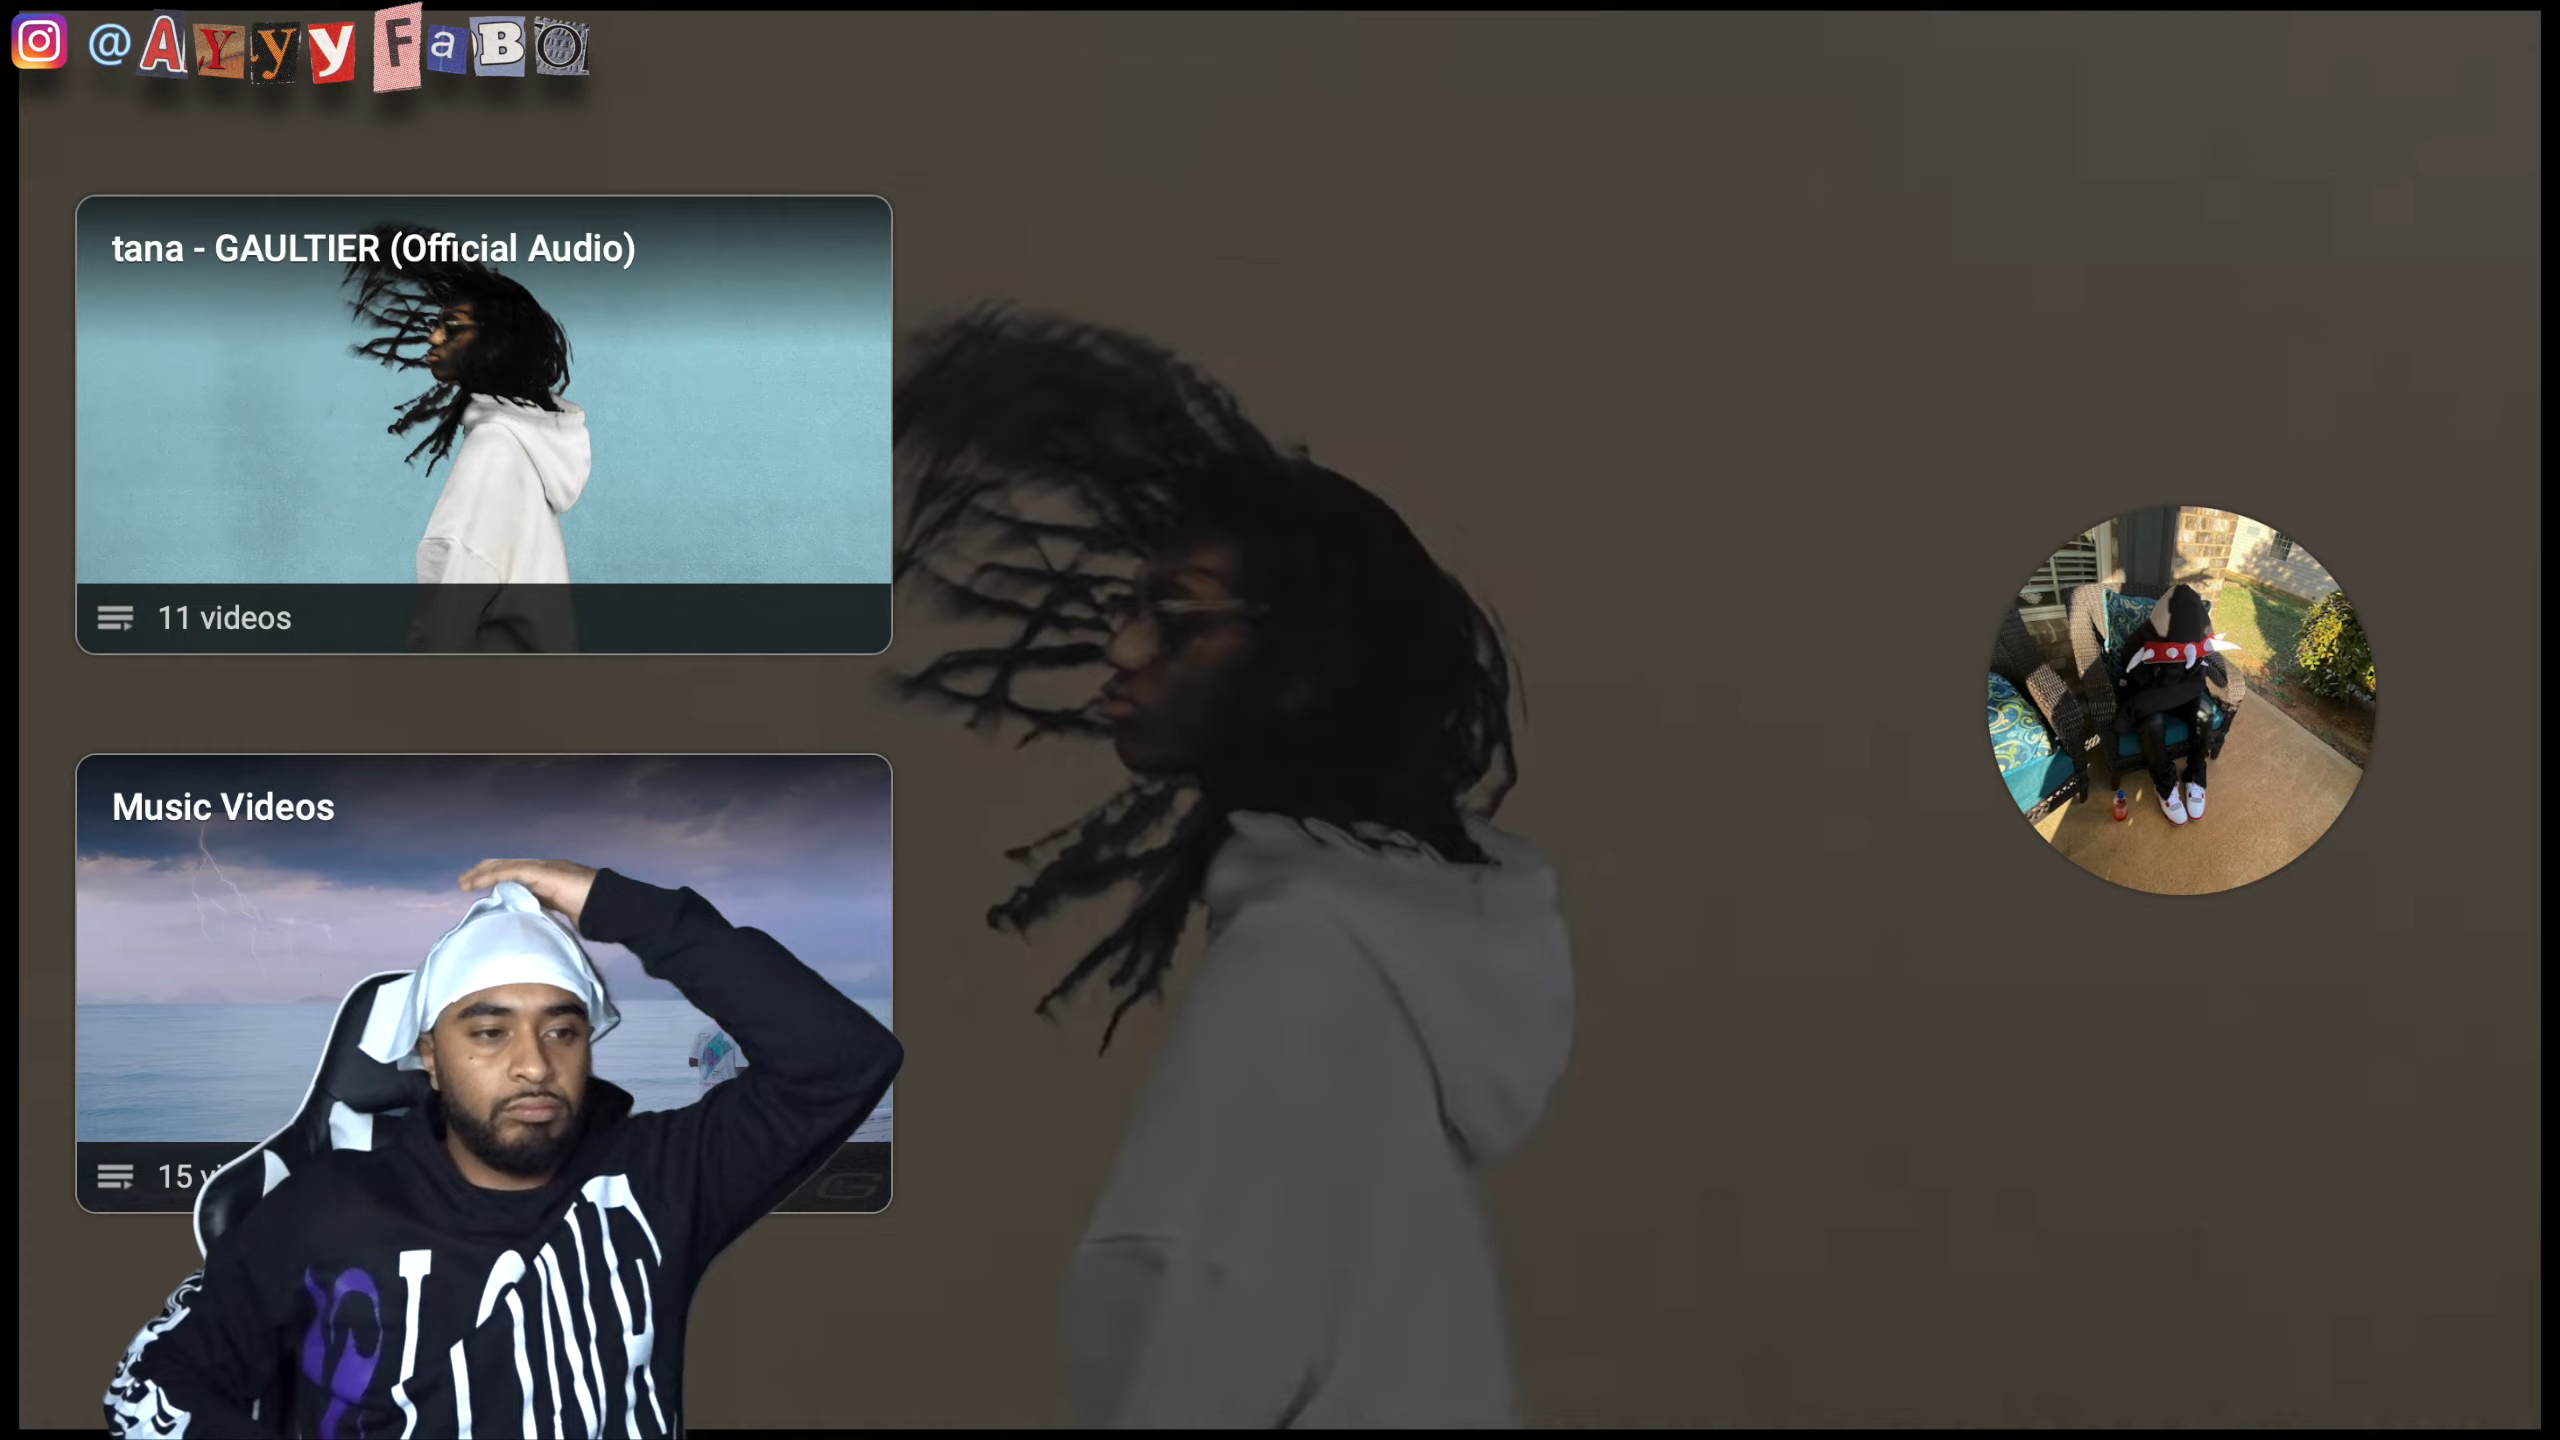 @AyyyFaBO
tana - GAULTIER (Official Audio)
11 videos
Music Videos
15